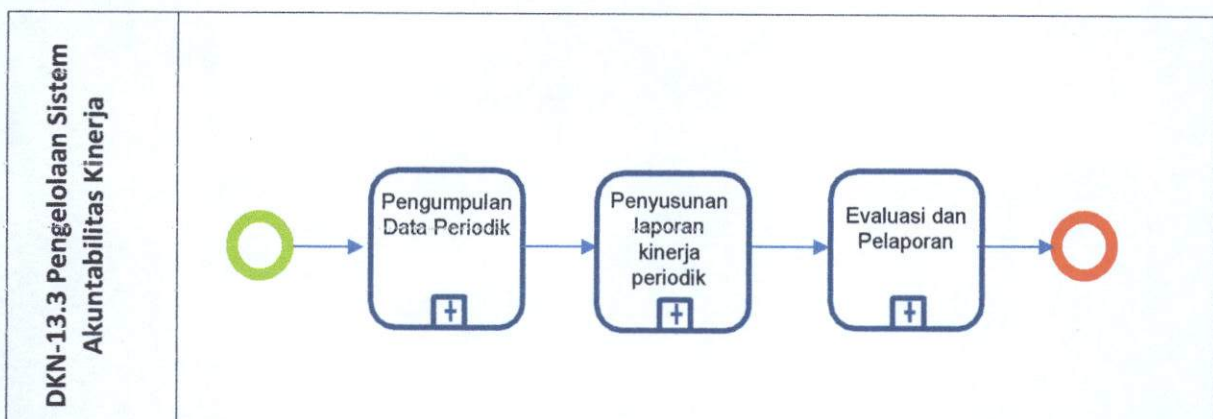 DKN-13.3 Pengelolaan Sistem
Akuntabilitas Kinerja
Pengumpulan
Data Periodik
Penyusunan
laporan
kinerja
periodik
Evaluasi dan
Pelaporan